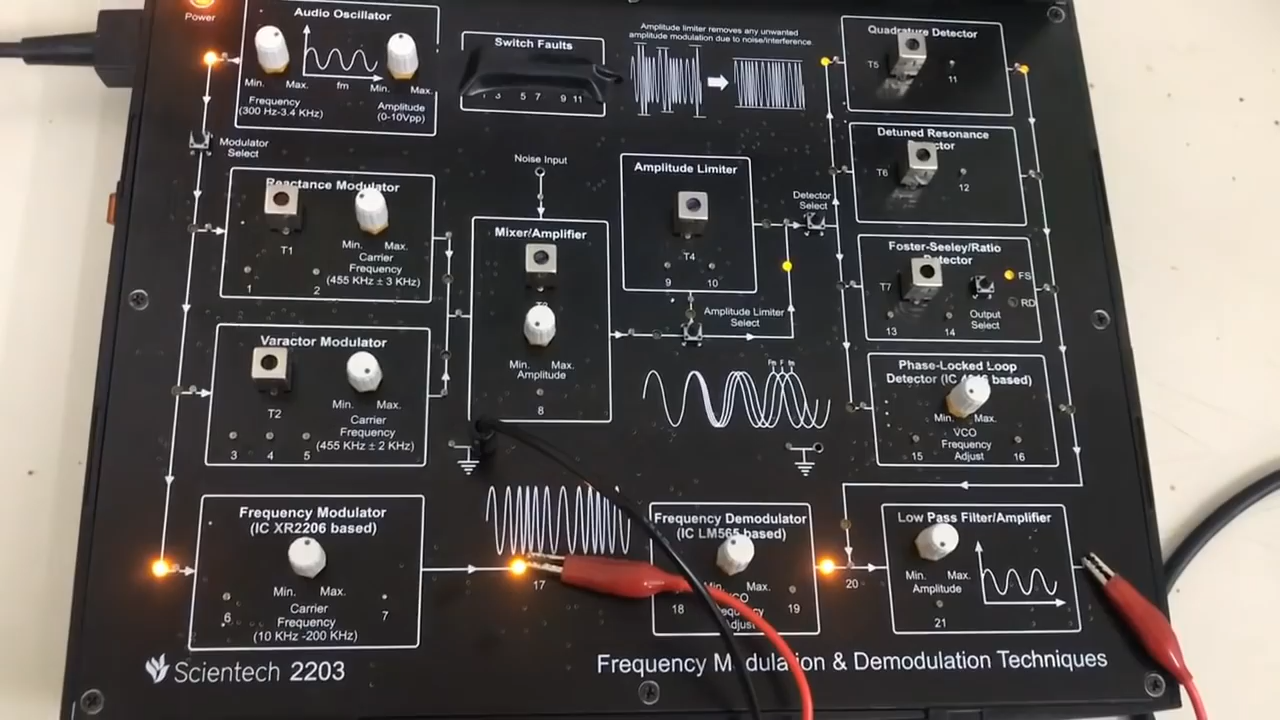 Power
Audio Oscillator
Min. Max. fm Min. Max.
Frequency
(300 Hz-3.4 KHz)
Amplitude
(0-10Vpp)
Switch Faults
5 7 9 11
Amplitude limiter removes any unwanted
amplitude modulation due to noise/interference.
Quadrature Detector
T5
11
Modulator
Select
Noise Input
Amplitude Limiter
T4
9 10
Detector
Select
Detuned Resonance
T6
12
Reactance Modulator
T1
Min. Max.
Carrier
Frequency
(455 KHz ± 3 KHz)
1 2
Mixer/Amplifier
Min. Max.
Amplitude
8
Amplitude Limiter
Select
Foster-Seeley/Ratio
Detector
T7
FS
RD
Output
Select
13 14
Varactor Modulator
T2
Min. Max.
Carrier
Frequency
(455 KHz ± 2 KHz)
3 4 5
Fm F fm
Phase-Locked Loop
Detector (IC based)
Min. Max.
VCO
Frequency
Adjust
15 16
Frequency Modulator
(IC XR2206 based)
Min. Max.
Carrier
Frequency
(10 KHz -200 KHz)
6 7
17
Frequency Demodulator
(IC LM565 based)
Min. Max.
18 19
20
Low Pass Filter/Amplifier
Min. Max.
Amplitude
21
Scientech 2203
Frequency Modulation & Demodulation Techniques